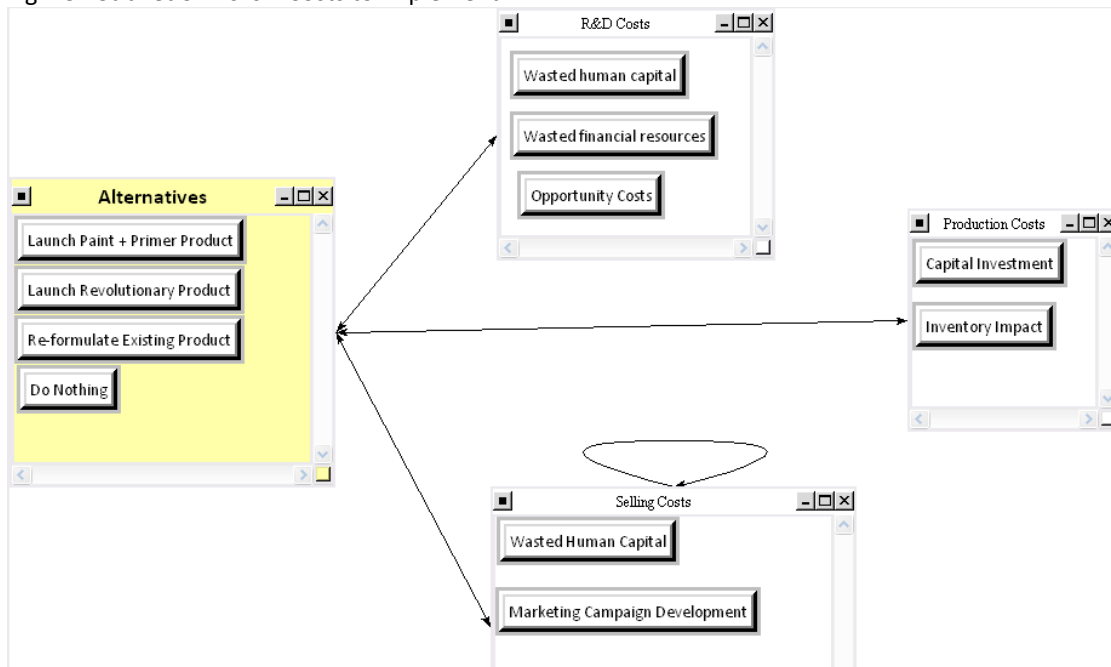 R&D Costs
Wasted human capital
Wasted financial resources
Opportunity Costs
Alternatives
Launch Paint + Primer Product
Launch Revolutionary Product
Re-formulate Existing Product
Do Nothing
Production Costs
Capital Investment
Inventory Impact
Selling Costs
Wasted Human Capital
Marketing Campaign Development